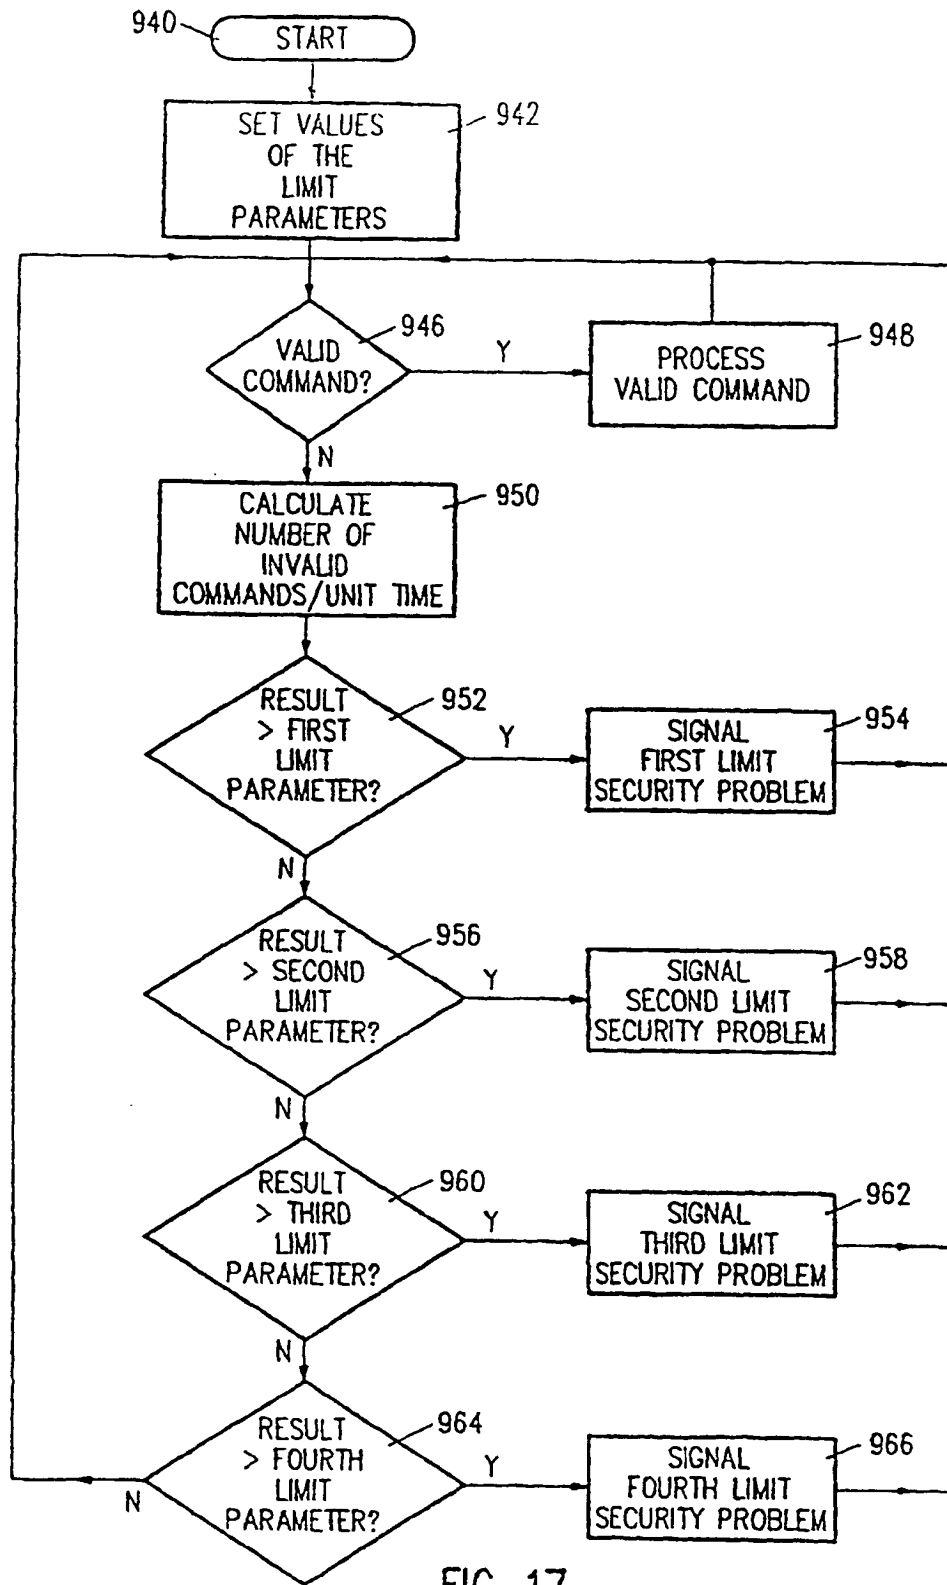 940
START
SET VALUES
OF THE
LIMIT
PARAMETERS
942
VALID
COMMAND?
946
Y
PROCESS
VALID COMMAND
948
N
CALCULATE
NUMBER OF
INVALID
COMMANDS/UNIT TIME
950
RESULT
> FIRST
LIMIT
PARAMETER?
952
Y
SIGNAL
FIRST LIMIT
SECURITY PROBLEM
954
N
RESULT
> SECOND
LIMIT
PARAMETER?
956
Y
SIGNAL
SECOND LIMIT
SECURITY PROBLEM
958
N
RESULT
> THIRD
LIMIT
PARAMETER?
960
Y
SIGNAL
THIRD LIMIT
SECURITY PROBLEM
962
N
RESULT
> FOURTH
LIMIT
PARAMETER?
964
Y
SIGNAL
FOURTH LIMIT
SECURITY PROBLEM
966
N
FIG. 17